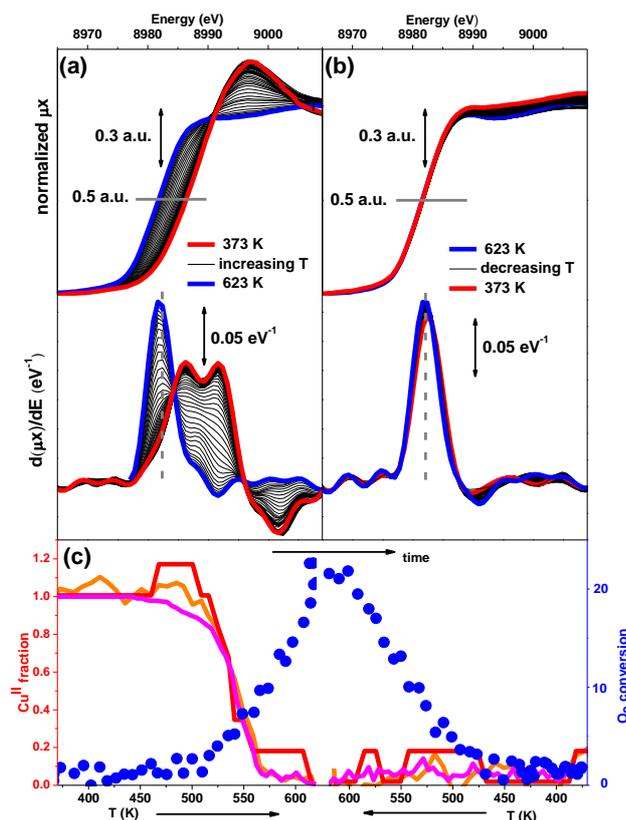 Energy (eV)
Energy (eV)
8970 8982 8990 9000
8970 8982 8990 9000
(a)
(b)
normalized μx
0.3 a.u.
0.5 a.u.
373 K
increasing T
623 K
0.3 a.u.
0.5 a.u.
623 K
decreasing T
373 K
d(μx)/dE (eV-1)
0.05 eV-1
0.05 eV-1
(c)
time
CuII fraction
1.2
1.0
0.8
0.6
0.4
0.2
0.0
20
10
0
conversion
400 450 500 550 600 600 550 500 450 400
T (K)
T (K)